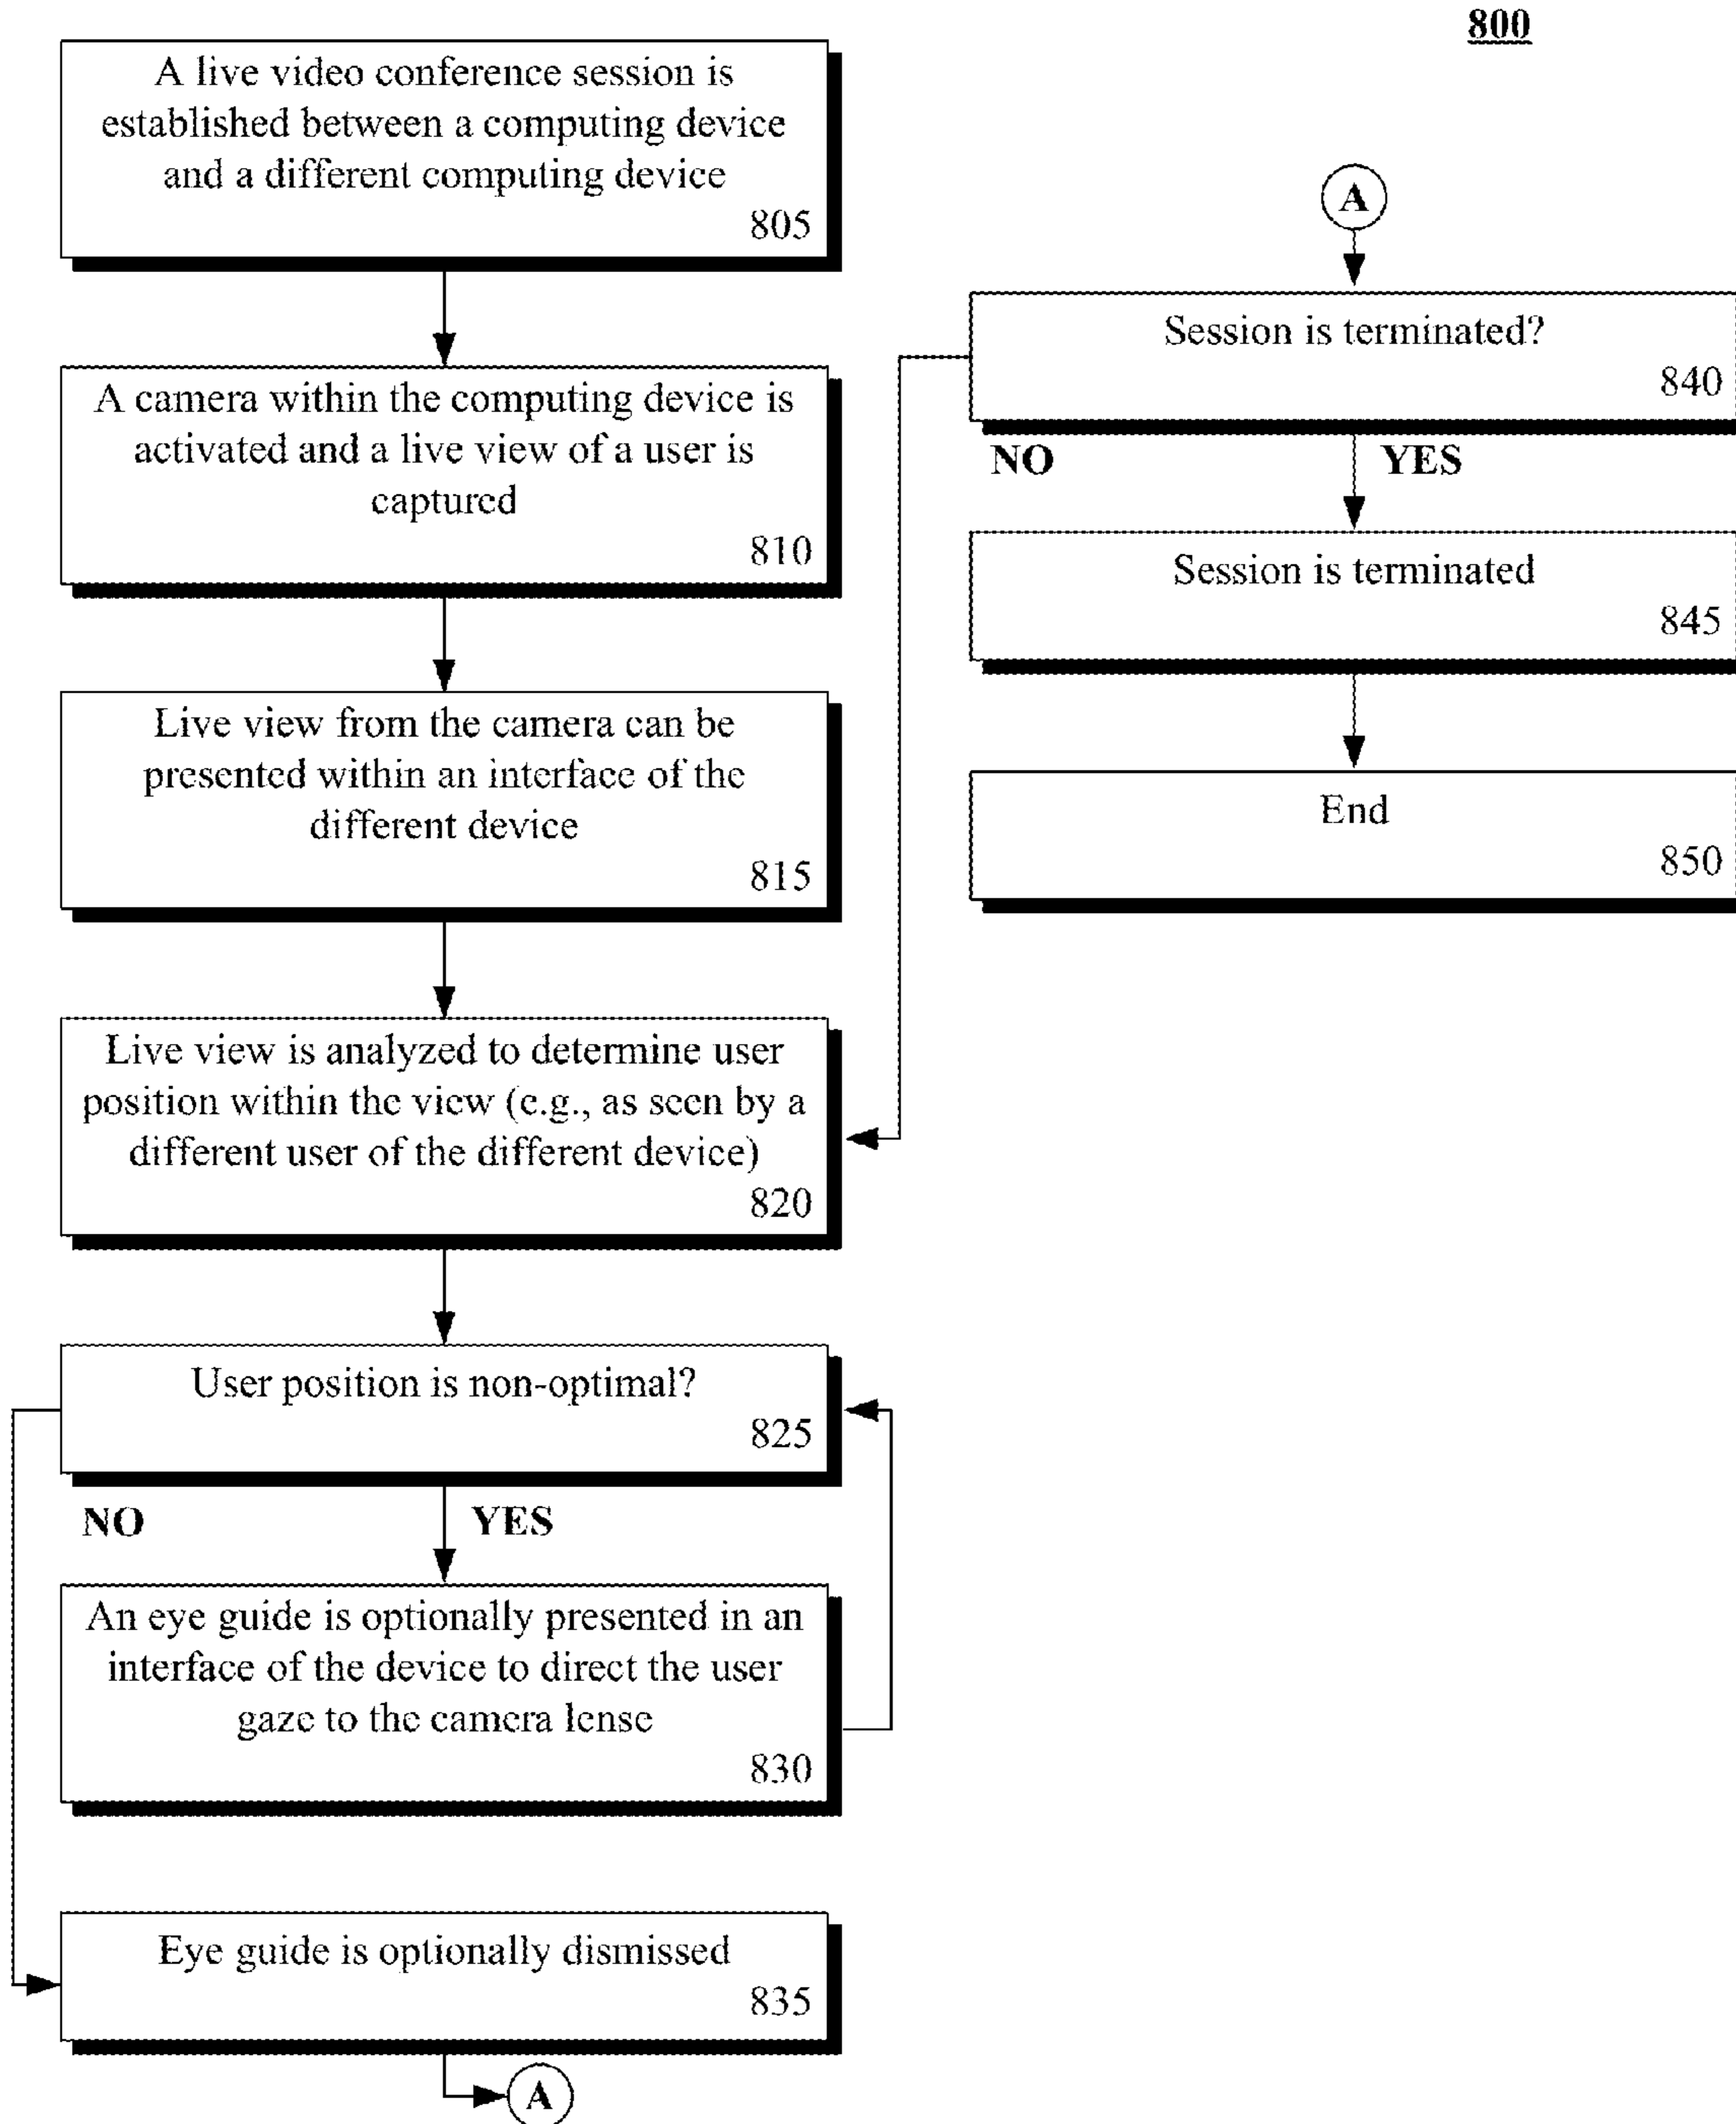 800
A live video conference session is
established between a computing device
and a different computing device
805
A camera within the computing device is
activated and a live view of a user is
captured
810
Live view from the camera can be
presented within an interface of the
different device
815
Live view is analyzed to determine user
position within the view (e.g., as seen by a
different user of the different device)
820
User position is non-optimal?
825
NO
YES
An eye guide is optionally presented in an
interface of the device to direct the user
gaze to the camera lense
830
Eye guide is optionally dismissed
835
A
A
Session is terminated?
840
NO
YES
Session is terminated
845
End
850